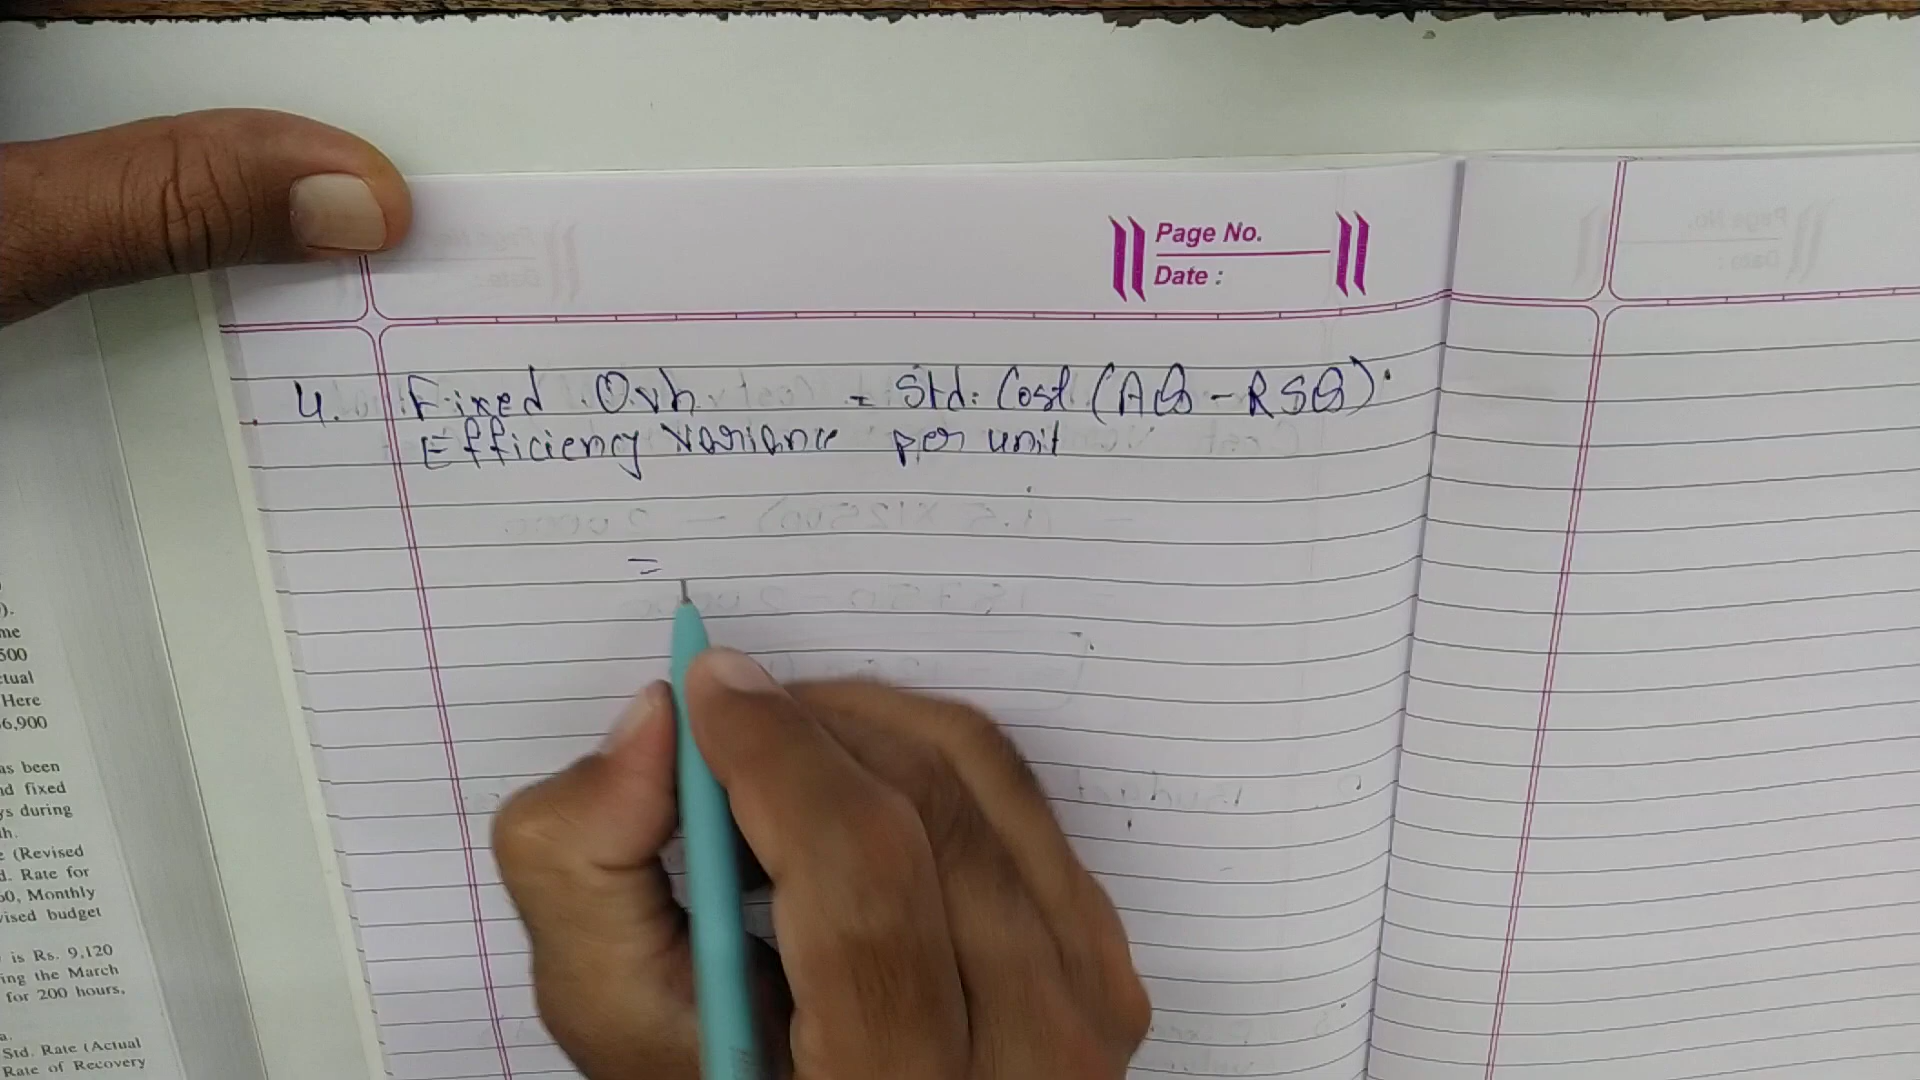 Page No.
Date :
4. Fixed Ovh = Std. Cost (AQ - RSQ)
Efficiency Variance per unit
=
).
me
500
ctual
Here
6,900
as been
nd fixed
ys during
th.
e (Revised
d. Rate for
50, Monthly
vised budget
is Rs. 9,120
ing the March
for 200 hours,
a.
Std. Rate (Actual
Rate of Recovery